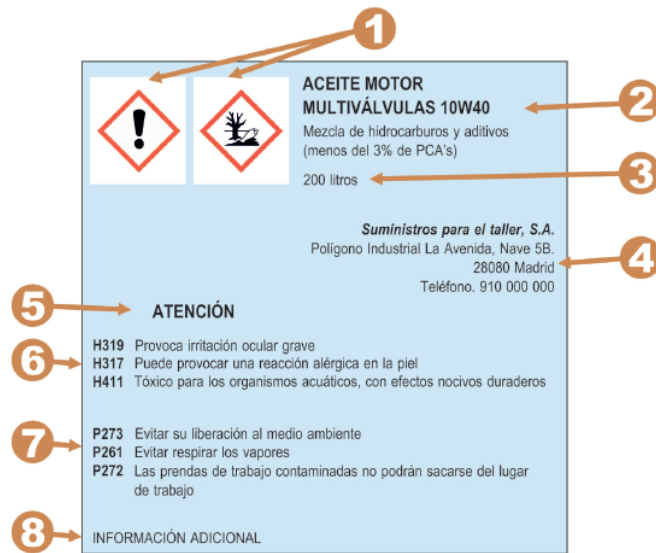 1
ACEITE MOTOR
MULTIVÁLVULAS 10W40
2
Mezcla de hidrocarburos y aditivos
(menos del 3% de PCA's)
200 litros
3
Suministros para el taller, S.A.
Polígono Industrial La Avenida, Nave 5B.
28080 Madrid
Teléfono. 910 000 000
4
5
ATENCIÓN
H319 Provoca irritación ocular grave
6
H317 Puede provocar una reacción alérgica en la piel
H411 Tóxico para los organismos acuáticos, con efectos nocivos duraderos
P273 Evitar su liberación al medio ambiente
7
P261 Evitar respirar los vapores
P272 Las prendas de trabajo contaminadas no podrán sacarse del lugar
de trabajo
8
INFORMACIÓN ADICIONAL